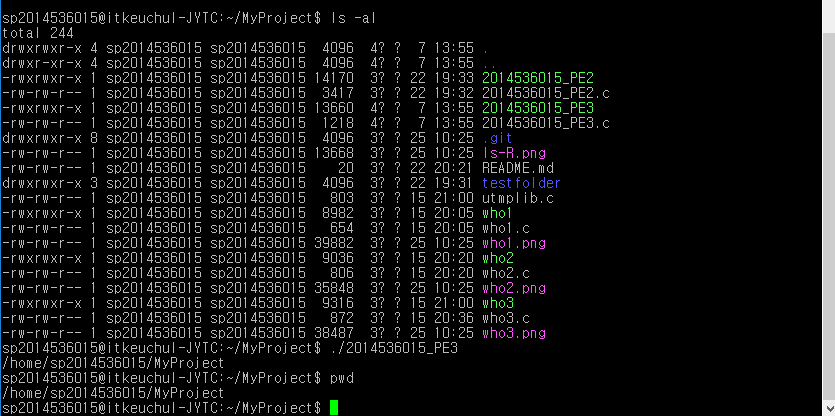 sp2014536015@itkeuchul-JYTC:~/MyProject$ ls -al
total 244
drwxrwxr-x 4 sp2014536015 sp2014536015  4096  4? ?  7 13:55 .
drwxr-xr-x 4 sp2014536015 sp2014536015  4096  4? ?  7 13:55 ..
-rwxrwxr-x 1 sp2014536015 sp2014536015 14170  3? ? 22 19:33 2014536015_PE2
-rw-rw-r-- 1 sp2014536015 sp2014536015  3417  3? ? 22 19:32 2014536015_PE2.c
-rwxrwxr-x 1 sp2014536015 sp2014536015 13660  4? ?  7 13:55 2014536015_PE3
-rw-rw-r-- 1 sp2014536015 sp2014536015  1218  4? ?  7 13:55 2014536015_PE3.c
drwxrwxr-x 8 sp2014536015 sp2014536015  4096  3? ? 25 10:25 .git
-rw-rw-r-- 1 sp2014536015 sp2014536015 13668  3? ? 25 10:25 ls-R.png
-rw-rw-r-- 1 sp2014536015 sp2014536015    20  3? ? 22 20:21 README.md
drwxrwxr-x 3 sp2014536015 sp2014536015  4096  3? ? 22 19:31 testfolder
-rw-rw-r-- 1 sp2014536015 sp2014536015   803  3? ? 15 21:00 utmplib.c
-rwxrwxr-x 1 sp2014536015 sp2014536015  8982  3? ? 15 20:05 who1
-rw-rw-r-- 1 sp2014536015 sp2014536015   654  3? ? 15 20:05 who1.c
-rw-rw-r-- 1 sp2014536015 sp2014536015 39882  3? ? 25 10:25 who1.png
-rwxrwxr-x 1 sp2014536015 sp2014536015  9036  3? ? 15 20:20 who2
-rw-rw-r-- 1 sp2014536015 sp2014536015   806  3? ? 15 20:20 who2.c
-rw-rw-r-- 1 sp2014536015 sp2014536015 35848  3? ? 25 10:25 who2.png
-rwxrwxr-x 1 sp2014536015 sp2014536015  9316  3? ? 15 21:00 who3
-rw-rw-r-- 1 sp2014536015 sp2014536015   872  3? ? 15 20:36 who3.c
-rw-rw-r-- 1 sp2014536015 sp2014536015 38487  3? ? 25 10:25 who3.png
sp2014536015@itkeuchul-JYTC:~/MyProject$ ./2014536015_PE3
/home/sp2014536015/MyProject
sp2014536015@itkeuchul-JYTC:~/MyProject$ pwd
/home/sp2014536015/MyProject
sp2014536015@itkeuchul-JYTC:~/MyProject$